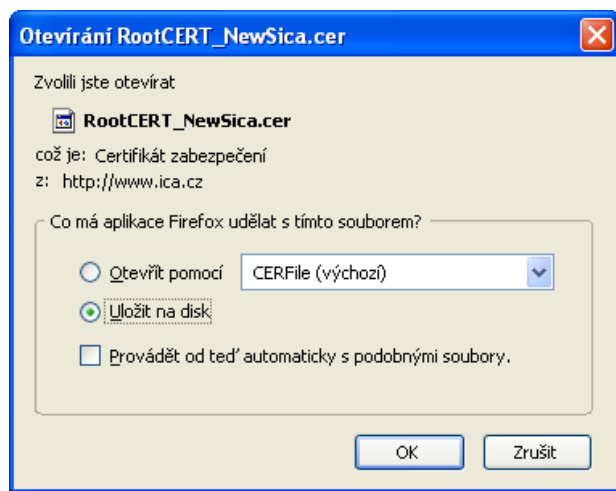 Otevírání RootCERT_NewSica.cer
Zvolili jste otevírat
RootCERT_NewSica.cer
což je: Certifikát zabezpečení
z: http://www.ica.cz
Co má aplikace Firefox udělat s tímto souborem?
Otevřít pomocí CERFile (výchozí)
Uložit na disk
Provádět od teď automaticky s podobnými soubory.
OK Zrušit